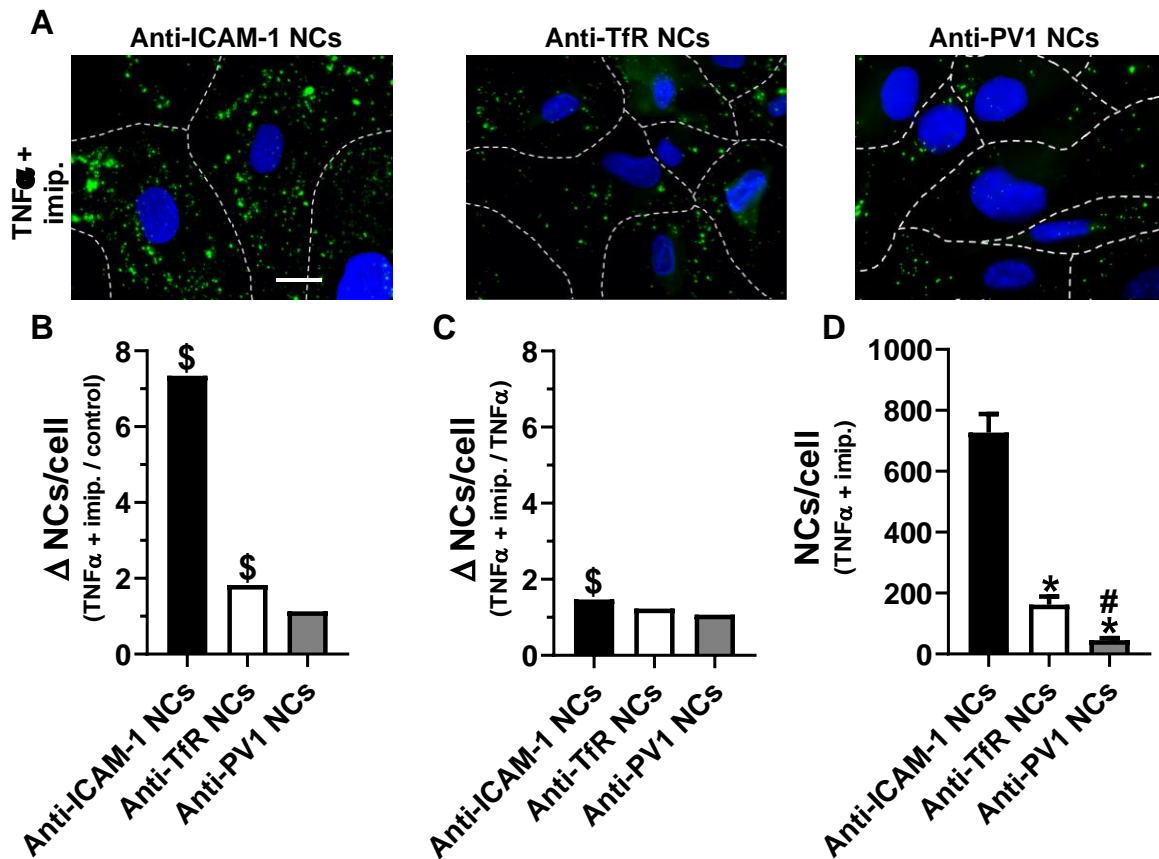 A
Anti-ICAM-1 NCs
Anti-TfR NCs
Anti-PV1 NCs
TNFα +
imip.
B
Δ NCs/cell
(TNFα + imip. / control)
8
6
4
2
0
$
$
Anti-ICAM-1 NCs
Anti-TfR NCs
Anti-PV1 NCs
C
Δ NCs/cell
(TNFα + imip. / TNFα)
8
6
4
2
0
$
Anti-ICAM-1 NCs
Anti-TfR NCs
Anti-PV1 NCs
D
NCs/cell
(TNFα + imip.)
1000
800
600
400
200
0
*
#
*
Anti-ICAM-1 NCs
Anti-TfR NCs
Anti-PV1 NCs